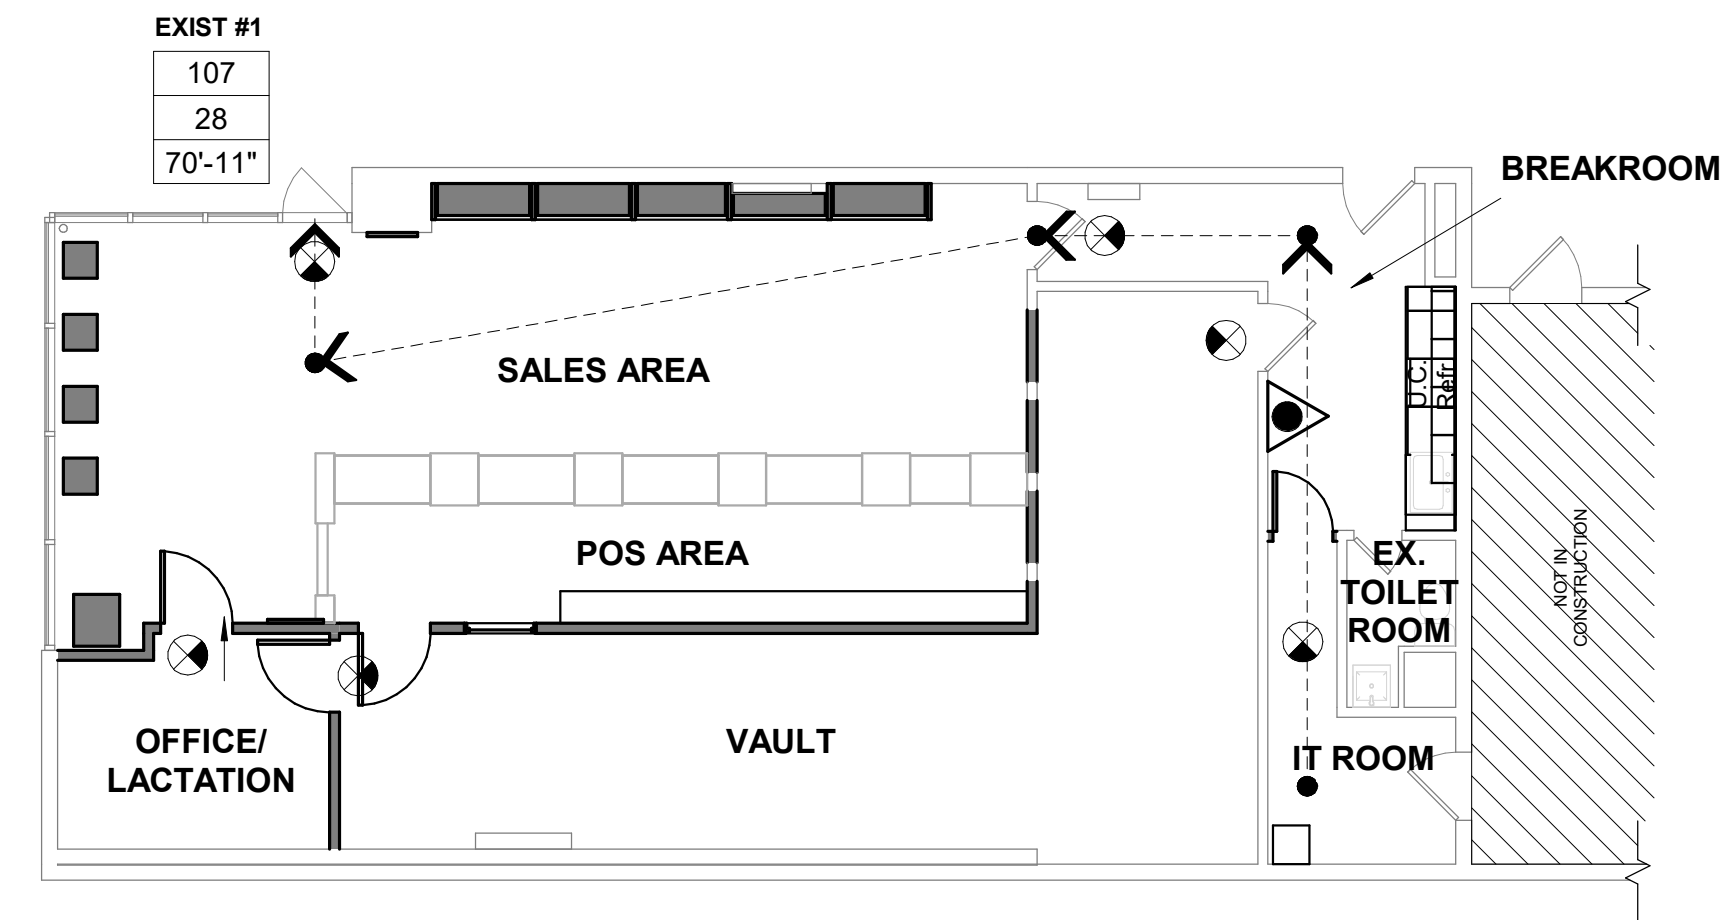 EXIST #1
107
28
70'-11"
BREAKROOM
SALES AREA
U.C.
Refr
POS AREA
EX.
TOILET
ROOM
NOT IN
CONSTRUCTION
OFFICE/
LACTATION
VAULT
IT ROOM